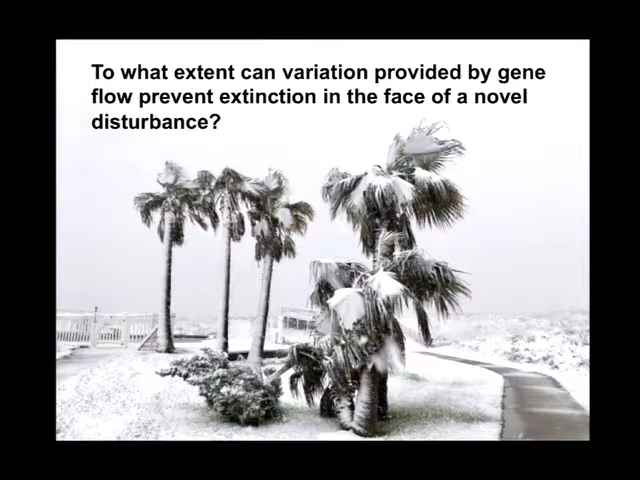 To what extent can variation provided by gene
flow prevent extinction in the face of a novel
disturbance?